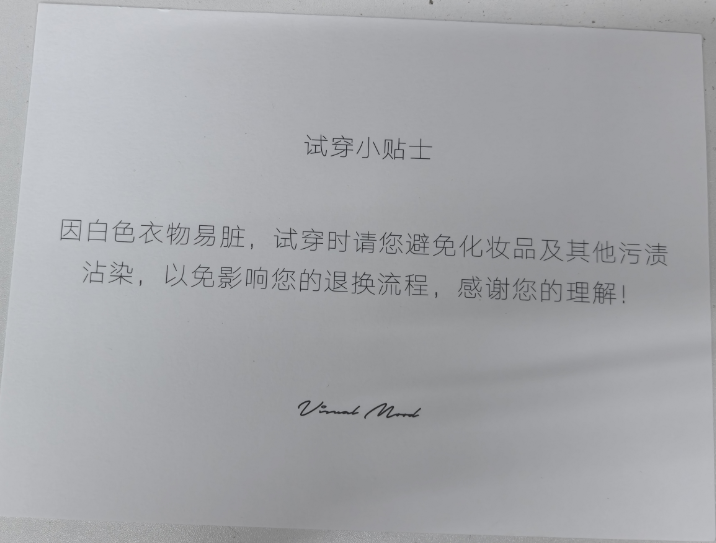 试穿小贴士
因白色衣物易脏，试穿时请您避免化妆品及其他污渍
沾染，以免影响您的退换流程，感谢您的理解！
Visual Mood